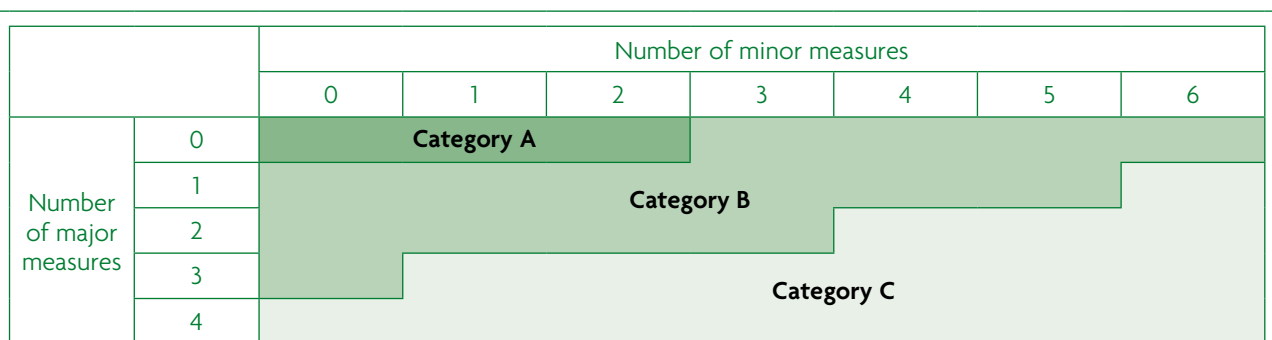 Number of minor measures
0 1 2 3 4 5 6
0 Category A
Number of major measures
1
Category B
2
3
Category C
4